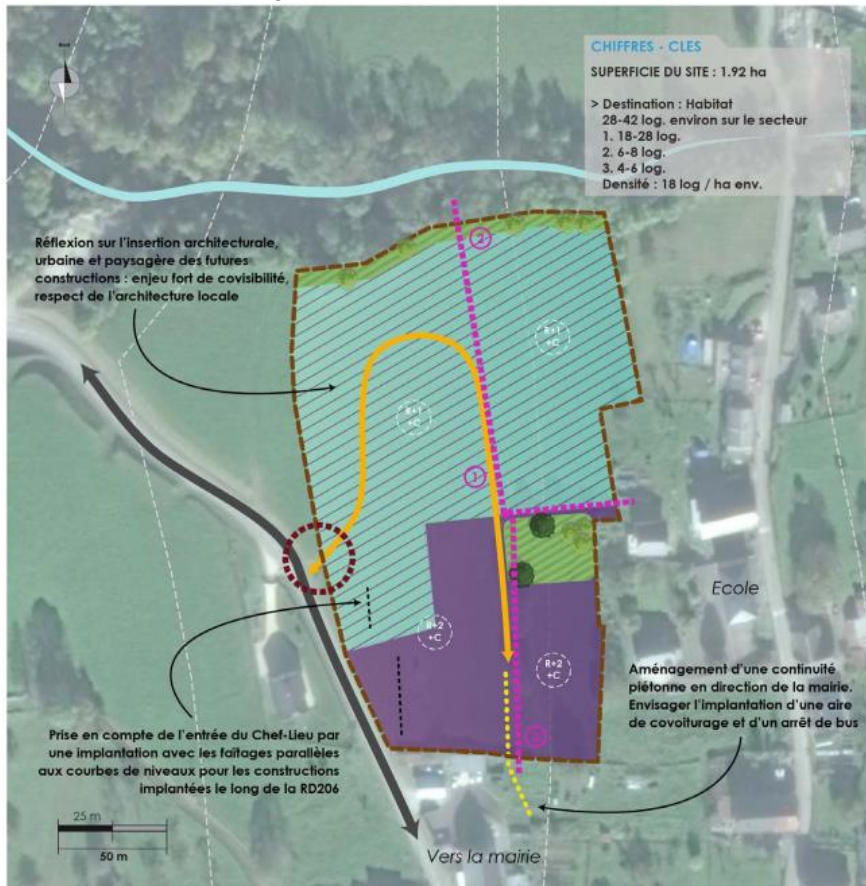 Nord
CHIFFRES - CLES
SUPERFICIE DU SITE : 1.92 ha
> Destination : Habitat
28-42 log. environ sur le secteur
1. 18-28 log.
2. 6-8 log.
3. 4-6 log.
Densité : 18 log / ha env.
Réflexion sur l'insertion architecturale,
urbaine et paysagère des futures
constructions : enjeu fort de covisibilité,
respect de l'architecture locale
2
R+1
+C
R+1
+C
1
Ecole
R+2
+C
R+2
+C
3
Aménagement d'une continuité
piétonne en direction de la mairie.
Envisager l'implantation d'une aire
de covoiturage et d'un arrêt de bus
Prise en compte de l'entrée du Chef-Lieu par
une implantation avec les faîtages parallèles
aux courbes de niveaux pour les constructions
implantées le long de la RD206
25 m
50 m
Vers la mairie